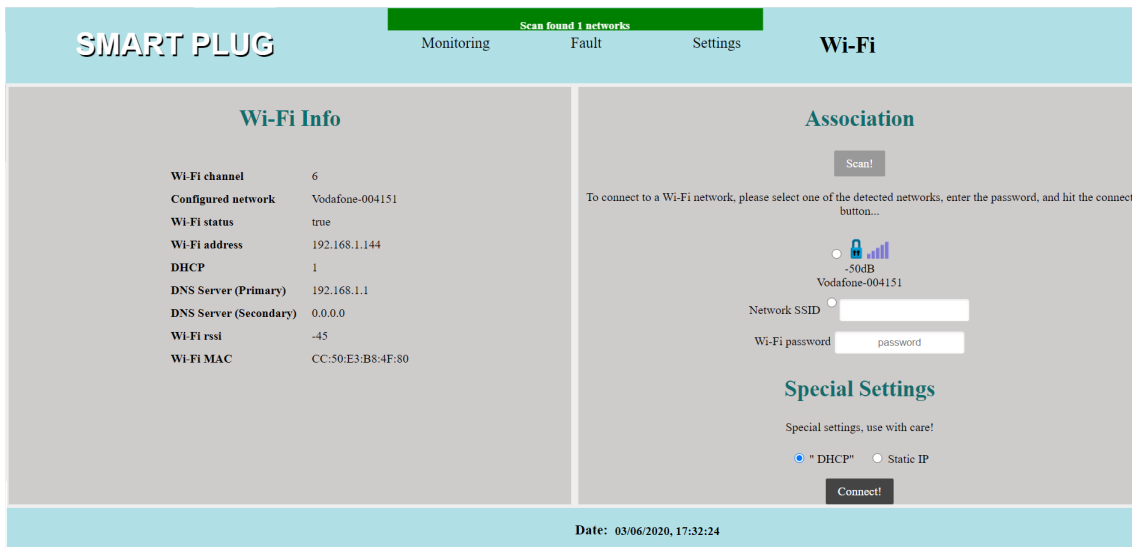 Scan found 1 networks
SMART PLUG
Monitoring Fault Settings Wi-Fi
Wi-Fi Info
Wi-Fi channel 6
Configured network Vodafone-004151
Wi-Fi status true
Wi-Fi address 192.168.1.144
DHCP 1
DNS Server (Primary) 192.168.1.1
DNS Server (Secondary) 0.0.0.0
Wi-Fi rssi -45
Wi-Fi MAC CC:50:E3:B8:4F:80
Association
Scan!
To connect to a Wi-Fi network, please select one of the detected networks, enter the password, and hit the connect
button...
-50dB
Vodafone-004151
Network SSID
Wi-Fi password password
Special Settings
Special settings, use with care!
" DHCP" Static IP
Connect!
Date: 03/06/2020, 17:32:24